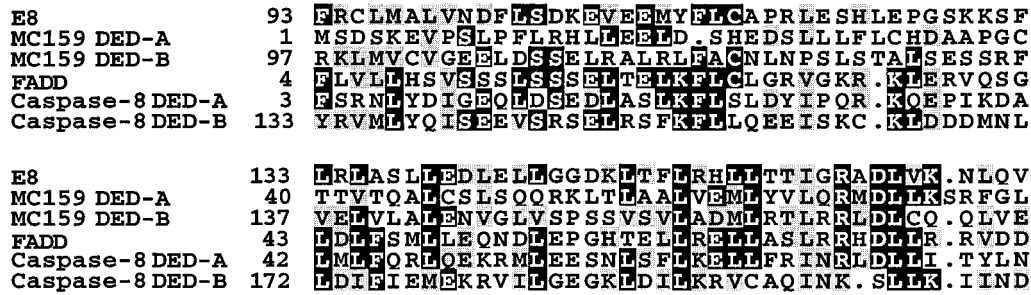 E8 93 FRCLMALVNDFLSDKEVEEMYFLCAPRLESHLEPGSKKSF
MC159 DED-A 1 MSDSKEVPSLPFLRHLLEELD.SHEDSLLLFLCHDAAPGC
MC159 DED-B 97 RKLMVCVGEELDSSELRALRLFACNLNPSLSTALSESSRF
FADD 4 FLVLLHSVSSSLSSSELTELKFLCLGRVGKR.KLERVQSG
Caspase-8 DED-A 3 FSRNLYDIGEQLDSEDLASLKFLSLDYIPQR.KQEPIKDA
Caspase-8 DED-B 133 YRVMLYQISEEVSRSELRSFKFLLQEEISKC.KLDDDMNL
E8 133 LRLASLLEDLELLGGDKLTFLRHLLTTIGRADLVK.NLQV
MC159 DED-A 40 TTVTQALCSLSQQRKLTLAALVEMLYVLQRMDLLKSRFGL
MC159 DED-B 137 VELVLALENVGLVSPSSVSVLADMLRTLRRLDLCQ.QLVE
FADD 43 LDLFSMLLEQNDLEPGHTELLRELLASLRRHDLLR.RVDD
Caspase-8 DED-A 42 LMLFQRLQEKRMLEESNLSFLKELLFRINRLDLLI.TYLN
Caspase-8 DED-B 172 LDIFIEMEKRVILGEGKLDILKRVCAQINK.SLLK.IIND